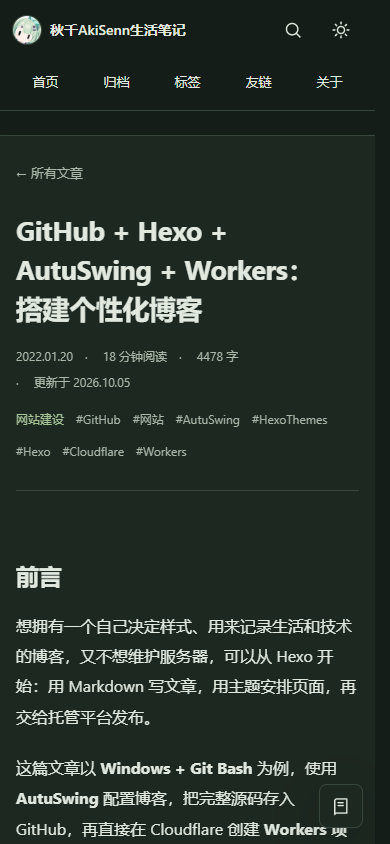 秋千AkiSenn生活笔记
首页 归档 标签 友链 关于
← 所有文章
GitHub + Hexo +
AutuSwing + Workers：
搭建个性化博客
2022.01.20 · 18 分钟阅读 · 4478 字
· 更新于 2026.10.05
网站建设 #GitHub #网站 #AutuSwing #HexoThemes
#Hexo #Cloudflare #Workers
前言
想拥有一个自己决定样式、用来记录生活和技术
的博客，又不想维护服务器，可以从 Hexo 开
始：用 Markdown 写文章，用主题安排页面，再
交给托管平台发布。
这篇文章以 Windows + Git Bash 为例，使用
AutuSwing 配置博客，把完整源码存入
GitHub，再直接在 Cloudflare 创建 Workers 项